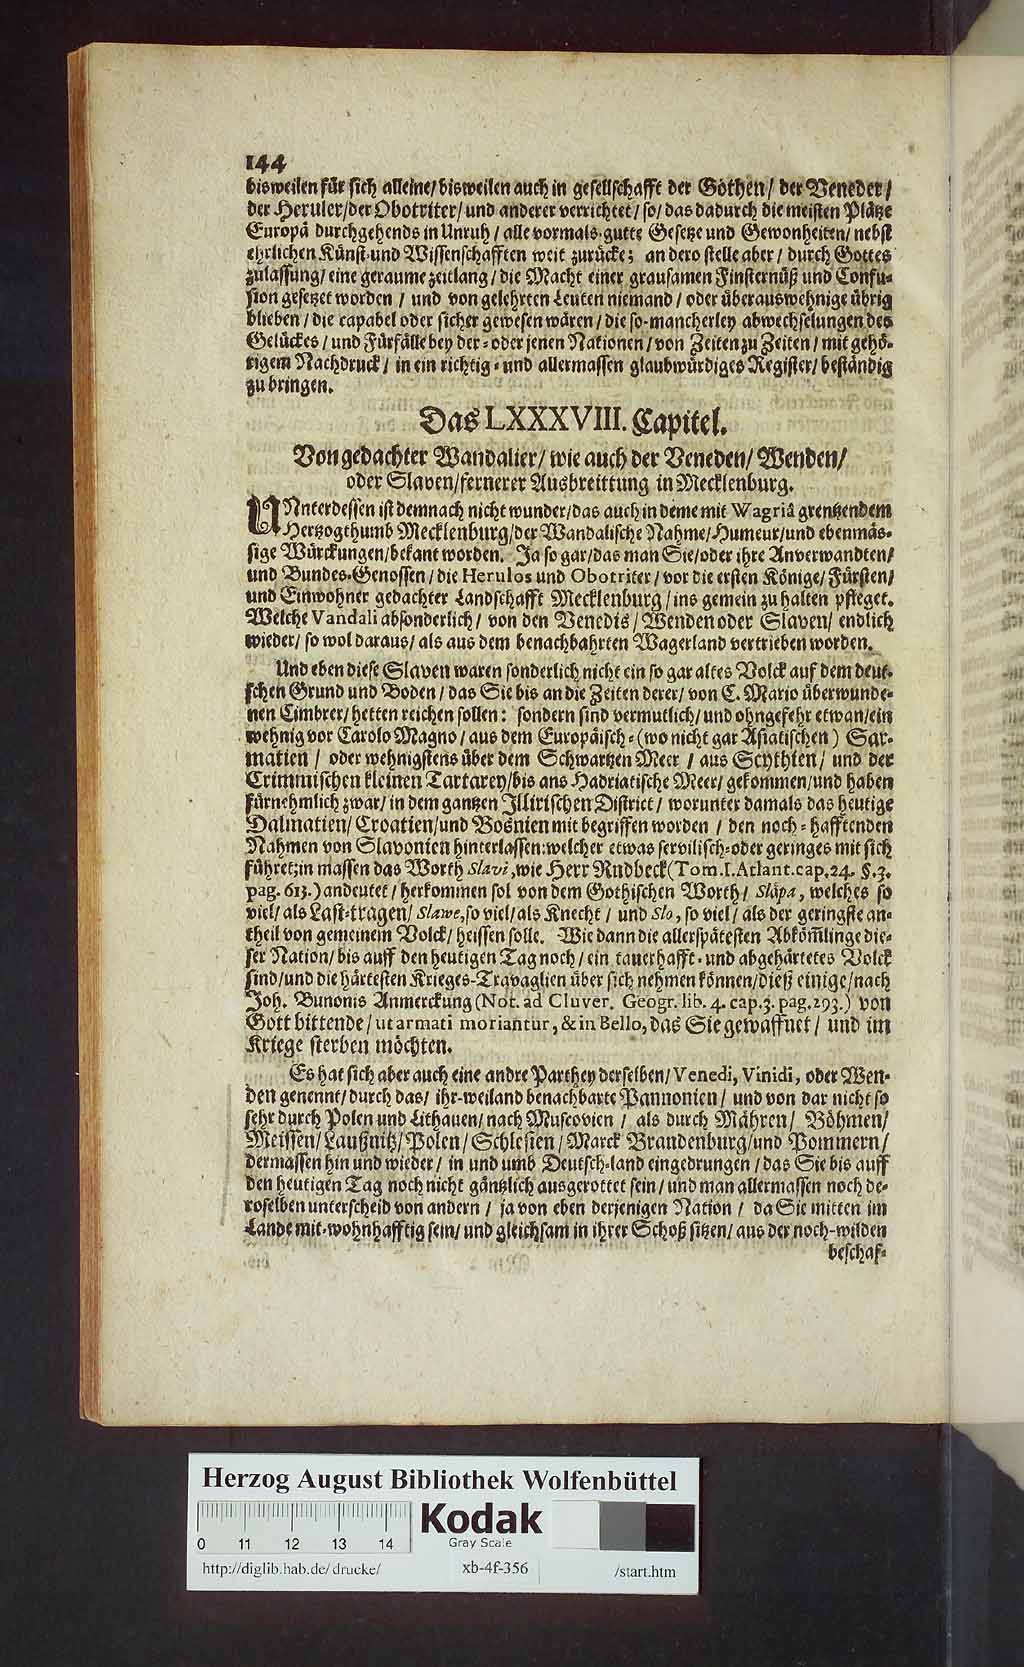 144
bisweilen für sich alleine/ bisweilen auch in gesellschafft der Göthen/ der Veneder/
der Heruler/ der Obotriter/ und anderer verrichtet/ so/ das dadurch die meisten Plätze
Europâ durchgehends in Unruh/ alle vormals-gutte Gesetze und Gewonheiten/ nebst
ehrlichen Künst-und Wissenschafften weit zurücke; an dero stelle aber/ durch Gottes
zulassung/ eine geraume zeitlang/ die Macht einer grausamen Finsternüß und Confu-
sion gesetzet worden/ und von gelehrten Leuten niemand/ oder überauswehnige übrig
blieben/ die capabel oder sicher gewesen wären/ die so-mancherley abwechselungen des
Gelückes/ und Fürfälle bey der-oder jenen Nationen/ von Zeiten zu Zeiten/ mit gehö-
rigem Nachdruck/ in ein richtig-und allermassen glaubwürdiges Register/ beständig
zu bringen.
Das LXXXVIII. Capitel.
Von gedachter Wandalier/ wie auch der Veneden/ Wenden/
oder Slaven/ fernerer Ausbreittung in Mecklenburg.
UNnterdessen ist demnach nicht wunder/ das auch in deme mit Wagriâ grentzendem
Hertzogthumb Mecklenburg/ der Wandalische Nahme/ Humeur/ und ebenmäs-
sige Würckungen/ bekant worden. Ja so gar/ das man Sie/ oder ihre Anverwandten/
und Bundes-Genossen/ die Herulos und Obotriter/ vor die ersten Könige/ Fürsten/
und Einwohner gedachter Landschafft Mecklenburg/ ins gemein zu halten pfleget.
Welche Vandali absonderlich/ von den Venedis/ Wenden oder Slaven/ endlich
wieder/ so wol daraus/ als aus dem benachbahrten Wagerland vertrieben worden.
Und eben diese Slaven waren sonderlich nicht ein so gar altes Volck auf dem deut-
schen Grund und Boden/ das Sie bis an die Zeiten derer/ von C. Mario überwunde-
nen Cimbrer/ hetten reichen sollen: sondern sind vermutlich/ und ohngefehr etwan/ ein
wehnig vor Carolo Magno/ aus dem Europäisch-(wo nicht gar Asiatischen) Sar-
matien/ oder wehnigstens über dem Schwartzen Meer/ aus Scythien/ und der
Crimmischen kleinen Tartarey/ bis ans Hadriatische Meer/ gekommen/ und haben
fürnehmlich zwar/ in dem gantzen Illirischen District/ worunter damals das heutige
Dalmatien/ Croatien/ und Bosnien mit begriffen worden/ den noch-hafftenden
Nahmen von Slavonien hinterlassen: welcher etwas servilisch-oder geringes mit sich
führet; in massen das Worth Slavi, wie Herr Rudbeck (Tom. I. Atlant. cap. 24. §. 3.
pag. 613.) andeutet/ herkommen sol von dem Gothischen Worth/ Släpa, welches so
viel/ als Last-tragen/ Slawe, so viel/ als Knecht/ und Slo, so viel/ als der geringste an-
theil von gemeinem Volck/ heissen solle. Wie dann die allerspätesten Abköm̃linge die-
ser Nation/ bis auff den heutigen Tag noch/ ein tauerhafft-und abgehärtetes Volck
sind/ und die härtesten Krieges-Travaglien über sich nehmen können/ dieß einige/ nach
Joh. Bunonis Anmerckung (Not. ad Cluver. Geogr. lib. 4. cap. 3. pag. 293.) von
Gott bittende/ ut armati moriantur, & in Bello, das Sie gewaffnet/ und im
Kriege sterben möchten.
Es hat sich aber auch eine andre Parthey derselben/ Venedi, Vinidi, oder Wen-
den genennt/ durch das/ ihr-weiland benachbarte Pannonien/ und von dar nicht so
sehr durch Polen und Lithauen/ nach Muscovien/ als durch Mähren/ Böhmen/
Meissen/ Laußnitz/ Polen/ Schlesien/ Marck Brandenburg/ und Pommern/
dermassen hin und wieder/ in und umb Deutsch-land eingedrungen/ das Sie bis auff
den heutigen Tag noch nicht gäntzlich ausgerottet sein/ und man allermassen noch de-
roselben unterscheid von andern/ ja von eben derjenigen Nation/ da Sie mitten im
Lande mit-wohnhafftig sein/ und gleichsam in ihrer Schoß sitzen/ aus der noch-wilden
beschaf-
Herzog August Bibliothek Wolfenbüttel
Kodak
Gray Scale
0 11 12 13 14
http://diglib.hab.de/drucke/ xb-4f-356 /start.htm